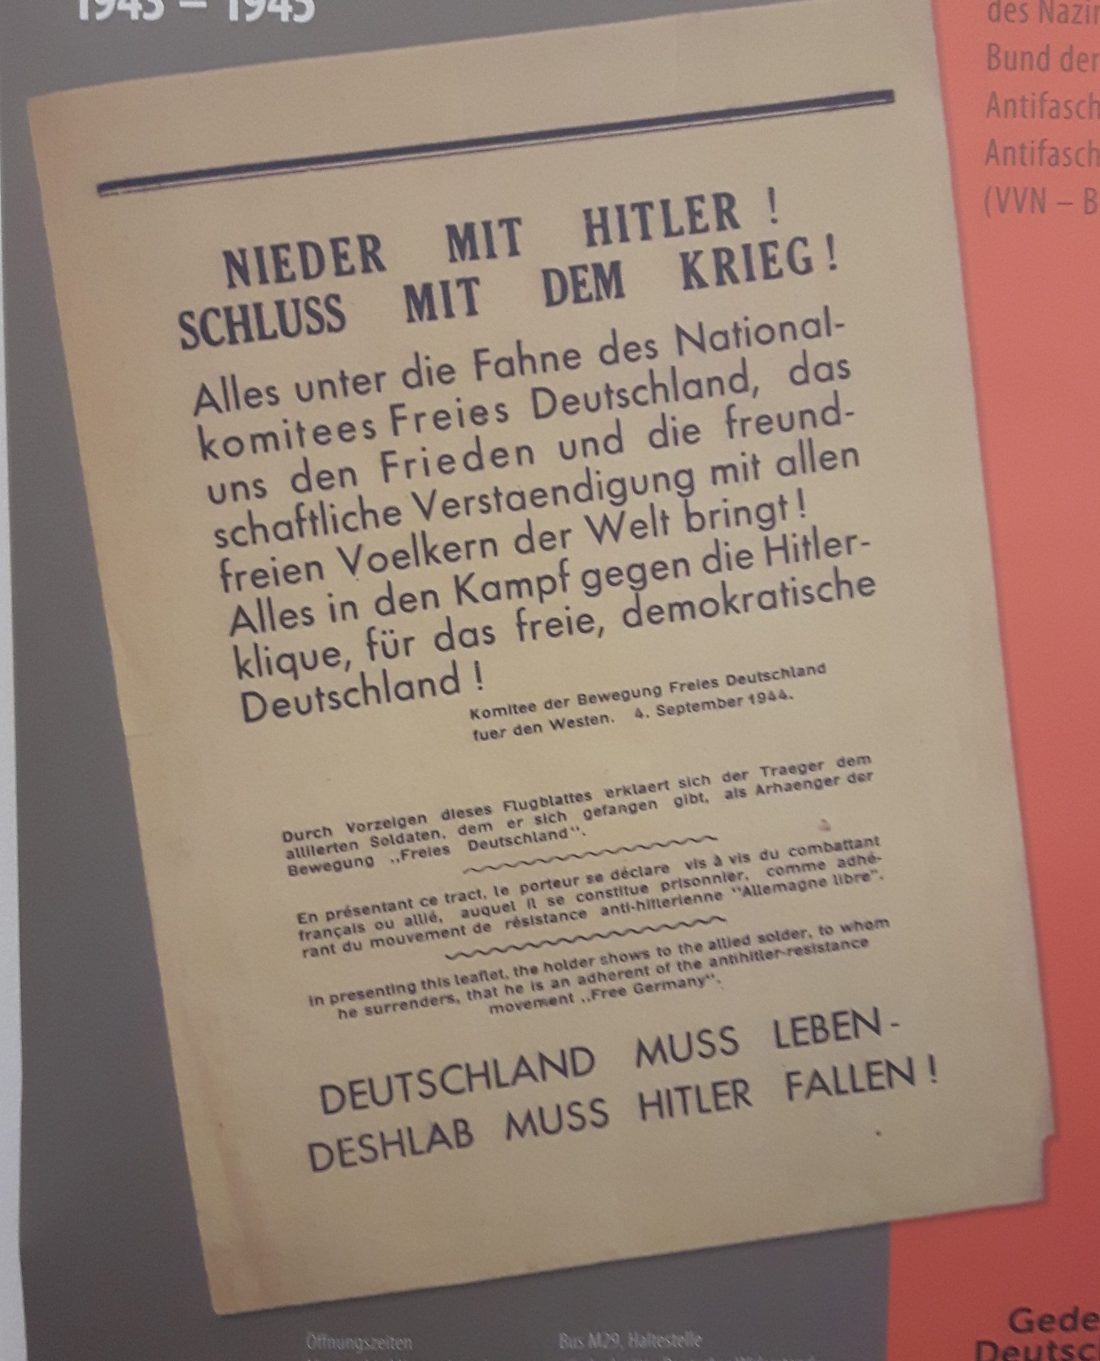 1943 – 1945
des Nazir
Bund der
Antifasch
Antifasch
(VVN – B
NIEDER MIT HITLER !
SCHLUSS MIT DEM KRIEG !
Alles unter die Fahne des National-
komitees Freies Deutschland, das
uns den Frieden und die freund-
schaftliche Verstaendigung mit allen
freien Voelkern der Welt bringt !
Alles in den Kampf gegen die Hitler-
klique, für das freie, demokratische
Deutschland !
Komitee der Bewegung Freies Deutschland
fuer den Westen. 4. September 1944.
Durch Vorzeigen dieses Flugblattes erklaert sich der Traeger dem
alliierten Soldaten, dem er sich gefangen gibt, als Arhaenger der
Bewegung „Freies Deutschland".
En présentant ce tract, le porteur se déclare vis à vis du combattant
français ou allié, auquel il se constitue prisonnier, comme adhé-
rant du mouvement de résistance anti-hitlerienne "Allemagne libre".
In presenting this leaflet, the holder shows to the allied solder, to whom
he surrenders, that he is an adherent of the antihitler-resistance
movement „Free Germany".
DEUTSCHLAND MUSS LEBEN -
DESHLAB MUSS HITLER FALLEN !
Öffnungszeiten
Bus M29, Haltestelle
Gede
Deutsc